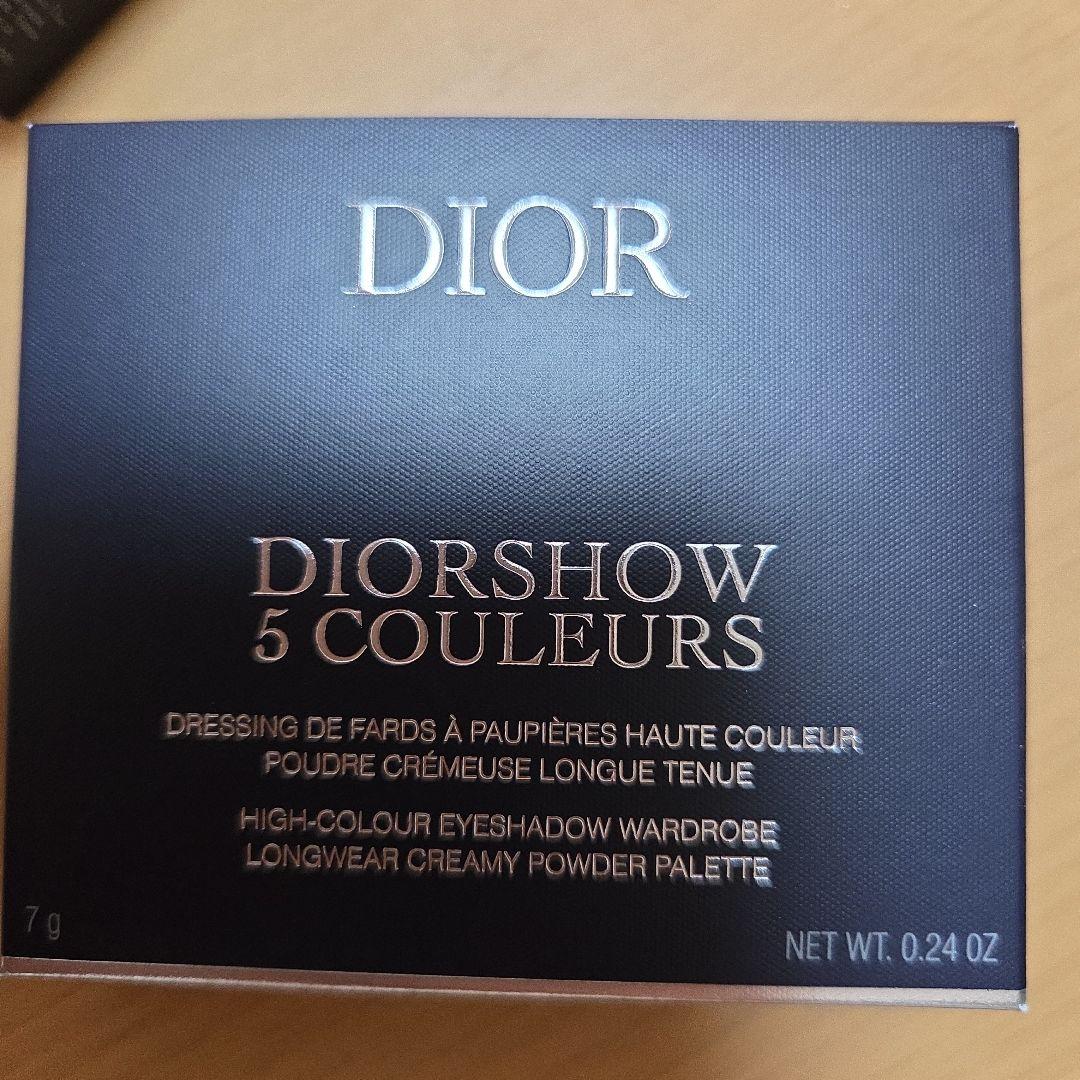 DIOR
DIORSHOW
5 COULEURS
DRESSING DE FARDS À PAUPIÈRES HAUTE COULEUR
POUDRE CRÉMEUSE LONGUE TENUE
HIGH-COLOUR EYESHADOW WARDROBE
LONGWEAR CREAMY POWDER PALETTE
7 g
NET WT. 0.24 OZ